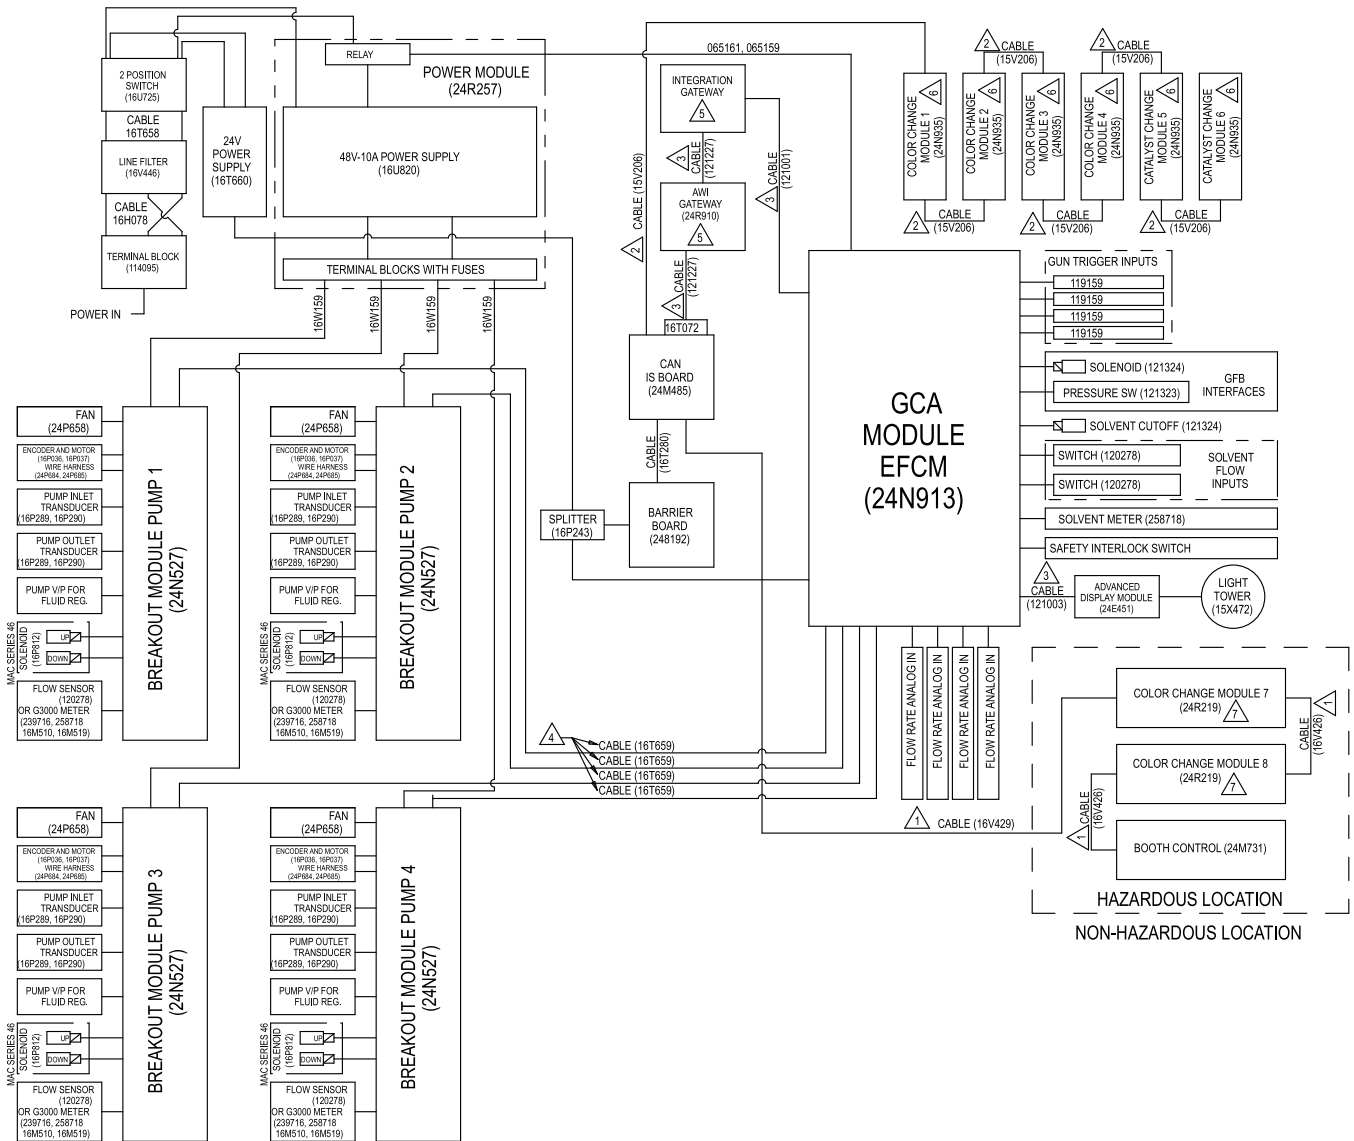 2 POSITION
SWITCH
(16U725)
CABLE
16T658
LINE FILTER
(16V446)
CABLE
16H078
TERMINAL BLOCK
(114095)
POWER IN
24V
POWER
SUPPLY
(16T660)
RELAY
POWER MODULE
(24R257)
48V-10A POWER SUPPLY
(16U820)
TERMINAL BLOCKS WITH FUSES
16W159
16W159
16W159
16W159
065161, 065159
INTEGRATION
GATEWAY
5
3
CABLE
(121227)
AWI
GATEWAY
(24R910)
5
3
CABLE
(121227)
3
CABLE
(121001)
2
CABLE (15V206)
16T072
CAN
IS BOARD
(24M485)
CABLE
(16T280)
SPLITTER
(16P243)
BARRIER
BOARD
(248192)
2
CABLE
(15V206)
2
CABLE
(15V206)
COLOR CHANGE
MODULE 1
(24N935)
6
COLOR CHANGE
MODULE 2
(24N935)
6
COLOR CHANGE
MODULE 3
(24N935)
6
COLOR CHANGE
MODULE 4
(24N935)
6
CATALYST CHANGE
MODULE 5
(24N935)
6
CATALYST CHANGE
MODULE 6
(24N935)
6
2
CABLE
(15V206)
2
CABLE
(15V206)
2
CABLE
(15V206)
GCA
MODULE
EFCM
(24N913)
GUN TRIGGER INPUTS
119159
119159
119159
119159
SOLENOID (121324)
PRESSURE SW (121323)
GFB
INTERFACES
SOLVENT CUTOFF (121324)
SWITCH (120278)
SWITCH (120278)
SOLVENT
FLOW
INPUTS
SOLVENT METER (258718)
SAFETY INTERLOCK SWITCH
3
CABLE
(121003)
ADVANCED
DISPLAY MODULE
(24E451)
LIGHT
TOWER
(15X472)
FLOW RATE ANALOG IN
FLOW RATE ANALOG IN
FLOW RATE ANALOG IN
FLOW RATE ANALOG IN
COLOR CHANGE MODULE 7
(24R219)
7
1
CABLE
(16V426)
COLOR CHANGE MODULE 8
(24R219)
7
1
CABLE
(16V426)
BOOTH CONTROL (24M731)
HAZARDOUS LOCATION
NON-HAZARDOUS LOCATION
1
CABLE (16V429)
4
CABLE (16T659)
CABLE (16T659)
CABLE (16T659)
CABLE (16T659)
FAN
(24P658)
ENCODER AND MOTOR
(16P036, 16P037)
WIRE HARNESS
(24P684, 24P685)
PUMP INLET
TRANSDUCER
(16P289, 16P290)
PUMP OUTLET
TRANSDUCER
(16P289, 16P290)
PUMP V/P FOR
FLUID REG.
MAC SERIES 46
SOLENOID
(16P812)
UP
DOWN
FLOW SENSOR
(120278)
OR G3000 METER
(239716, 258718
16M510, 16M519)
BREAKOUT MODULE PUMP 1
(24N527)
FAN
(24P658)
ENCODER AND MOTOR
(16P036, 16P037)
WIRE HARNESS
(24P684, 24P685)
PUMP INLET
TRANSDUCER
(16P289, 16P290)
PUMP OUTLET
TRANSDUCER
(16P289, 16P290)
PUMP V/P FOR
FLUID REG.
MAC SERIES 46
SOLENOID
(16P812)
UP
DOWN
FLOW SENSOR
(120278)
OR G3000 METER
(239716, 258718
16M510, 16M519)
BREAKOUT MODULE PUMP 2
(24N527)
FAN
(24P658)
ENCODER AND MOTOR
(16P036, 16P037)
WIRE HARNESS
(24P684, 24P685)
PUMP INLET
TRANSDUCER
(16P289, 16P290)
PUMP OUTLET
TRANSDUCER
(16P289, 16P290)
PUMP V/P FOR
FLUID REG.
MAC SERIES 46
SOLENOID
(16P812)
UP
DOWN
FLOW SENSOR
(120278)
OR G3000 METER
(239716, 258718
16M510, 16M519)
BREAKOUT MODULE PUMP 3
(24N527)
FAN
(24P658)
ENCODER AND MOTOR
(16P036, 16P037)
WIRE HARNESS
(24P684, 24P685)
PUMP INLET
TRANSDUCER
(16P289, 16P290)
PUMP OUTLET
TRANSDUCER
(16P289, 16P290)
PUMP V/P FOR
FLUID REG.
MAC SERIES 46
SOLENOID
(16P812)
UP
DOWN
FLOW SENSOR
(120278)
OR G3000 METER
(239716, 258718
16M510, 16M519)
BREAKOUT MODULE PUMP 4
(24N527)